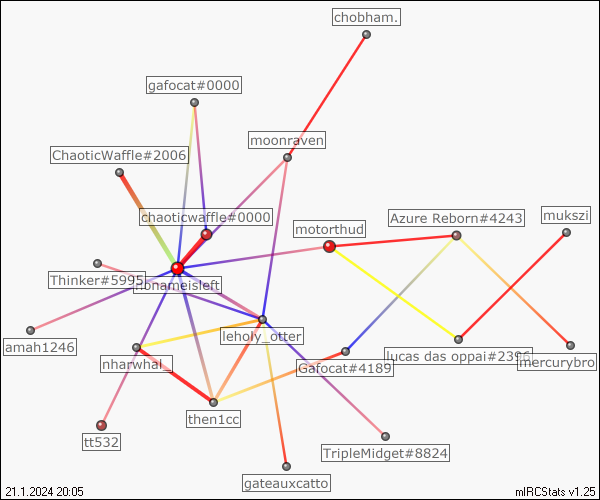 chobham.
gafocat#0000
moonraven
ChaoticWaffle#2006
chaoticwaffle#0000
motorthud
Azure Reborn#4243
mukszi
Thinker#5995
nonameisleft
leholy_otter
amah1246
nharwhal_
Gafocat#4189
lucas das oppai#2396
mercurybro
then1cc
tt532
TripleMidget#8824
gateauxcatto
21.1.2024 20:05
mIRCStats v1.25